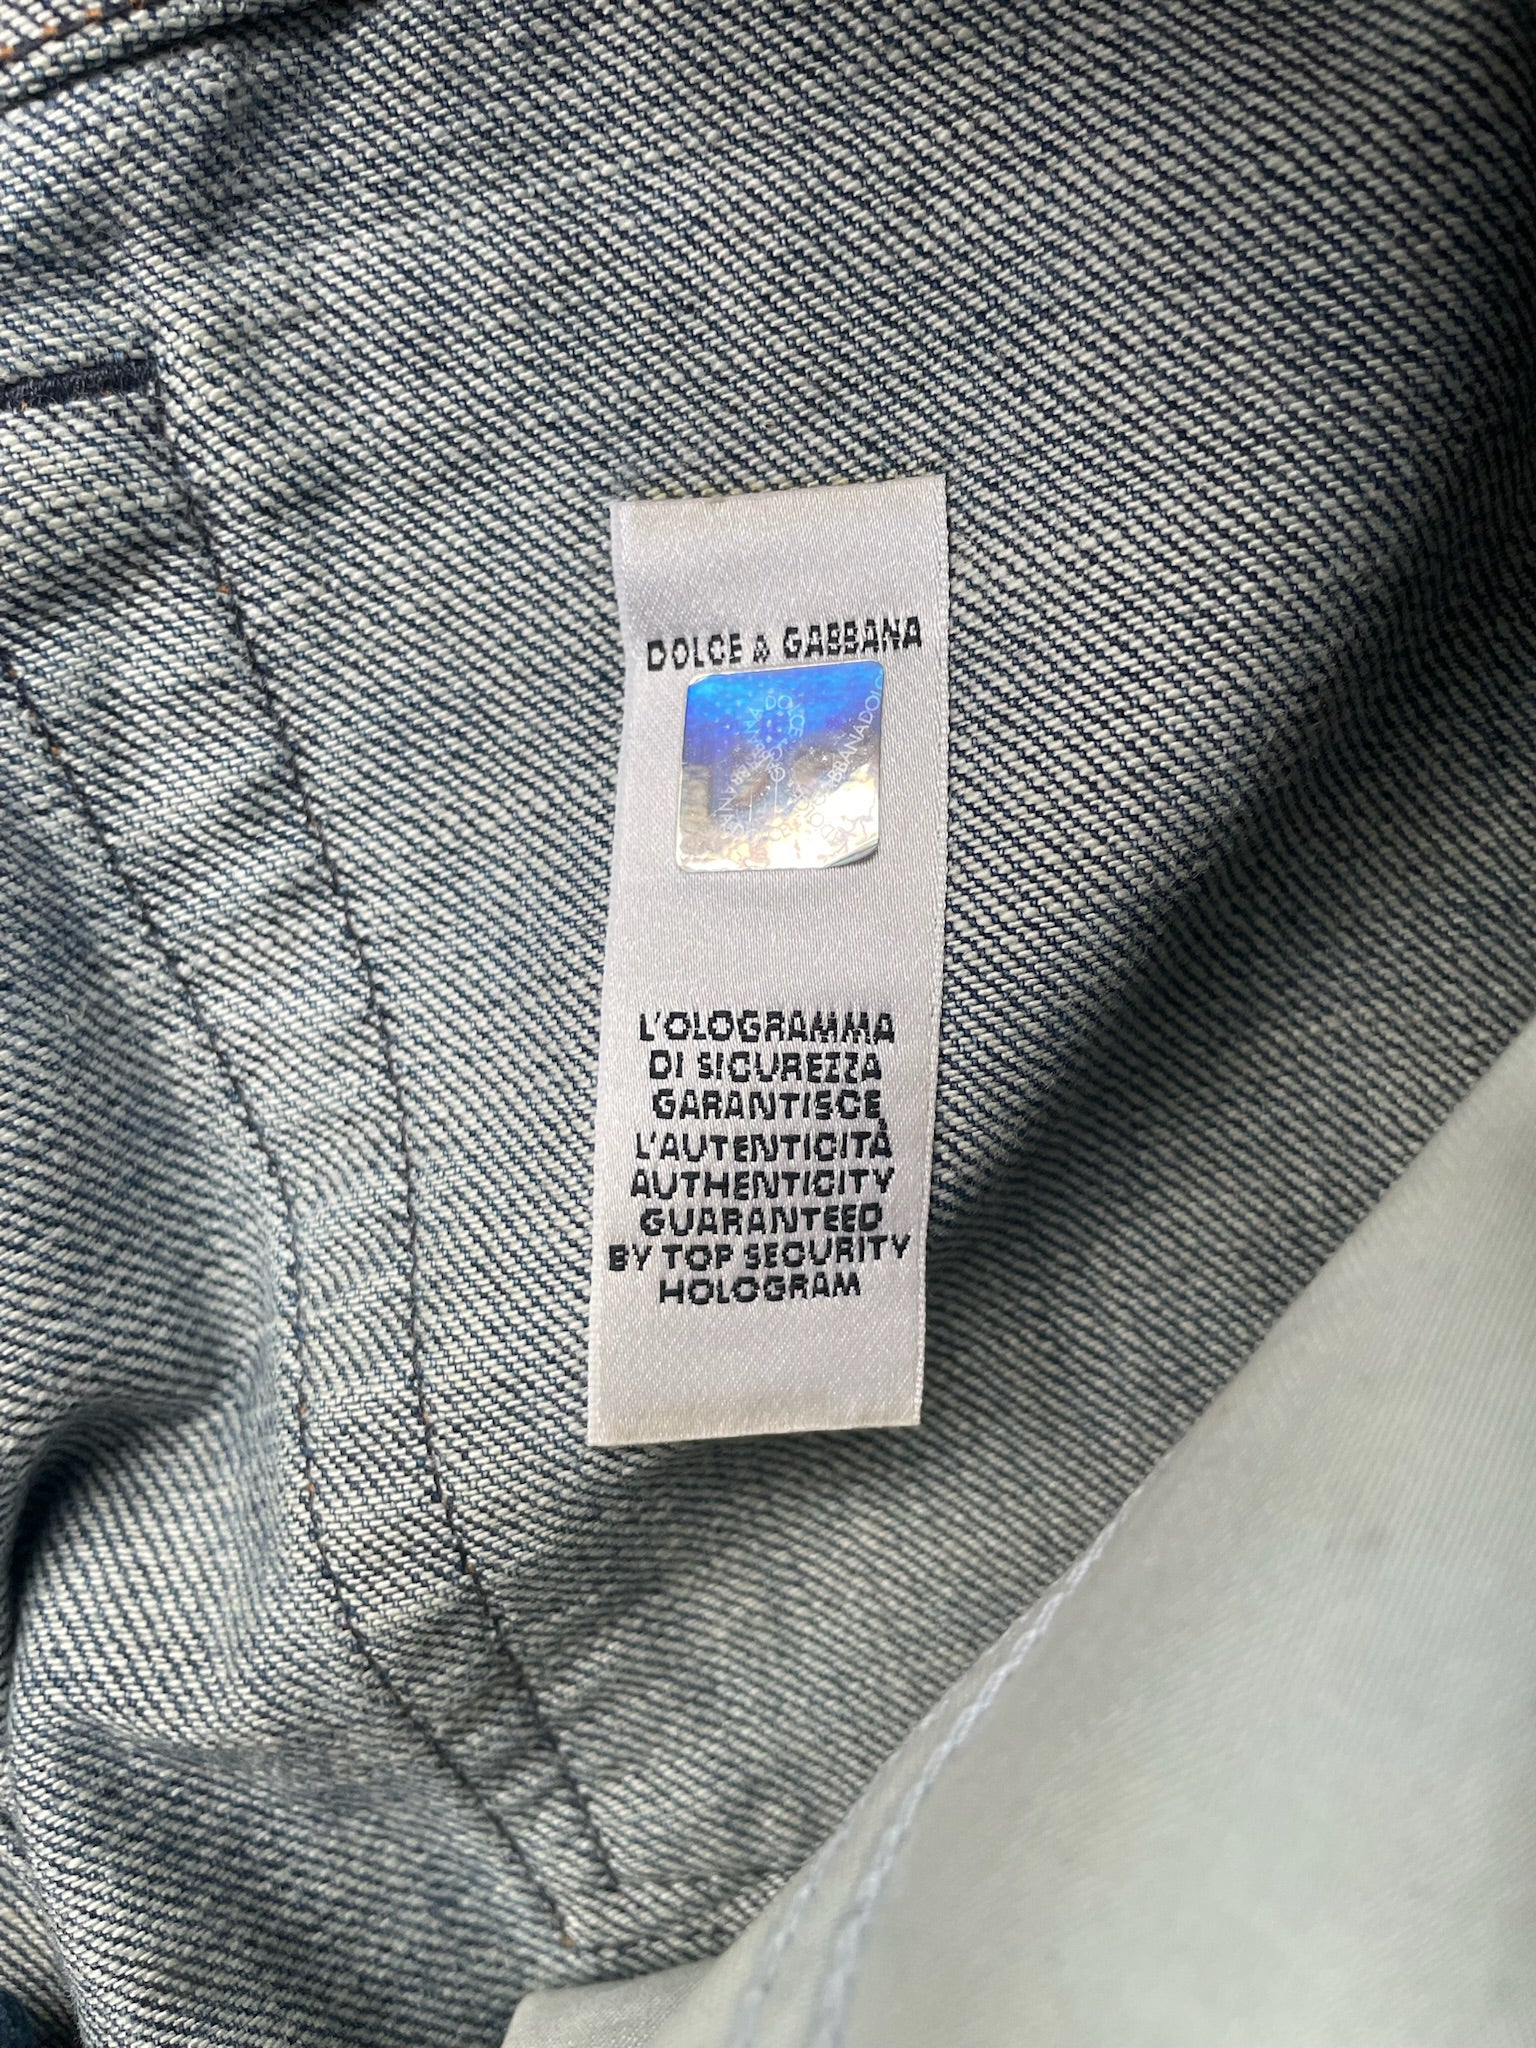 DOLCE & GABBANA
L'OLOGRAMMA
DI SICUREZZA
GARANTISCE
L'AUTENTICITÀ
AUTHENTICITY
GUARANTEED
BY TOP SECURITY
HOLOGRAM